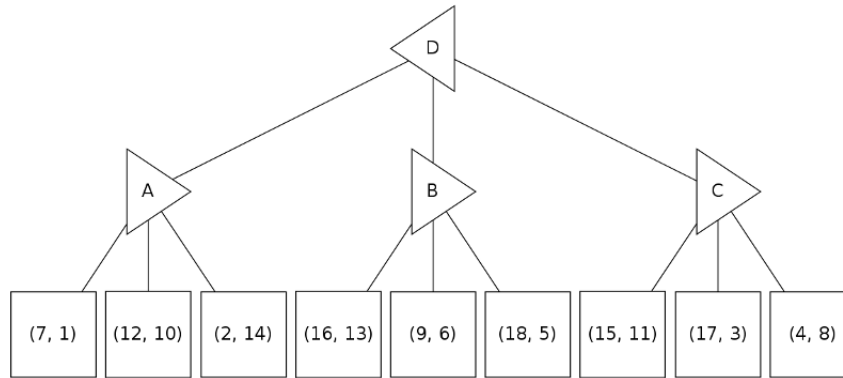 D
A B C
(7, 1) (12, 10) (2, 14) (16, 13) (9, 6) (18, 5) (15, 11) (17, 3) (4, 8)